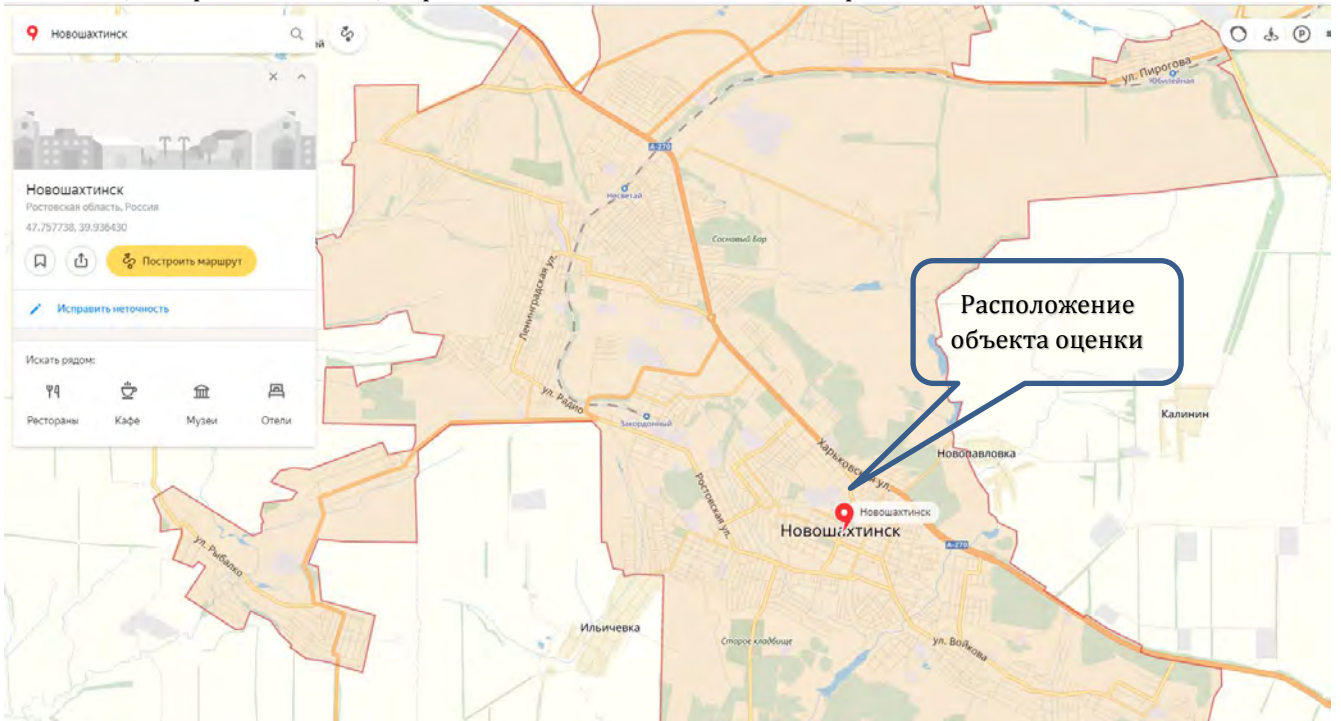 Новошахтинск
Новошахтинск
Ростовская область, Россия
47.757738, 39.936430
Построить маршрут
Исправить неточность
Искать рядом:
Рестораны
Кафе
Музеи
Отели
P
ул. Пирогова
Юбилейная
А-270
Несветай
Сосновый Бор
Ленинградская ул.
Расположение
объекта оценки
ул. Радио
Закордонный
Калинин
Харьковская ул.
Новопавловка
Ростовская ул.
Новошахтинск
Новошахтинск
А-270
ул. Рыбалко
Ильичевка
Старое кладбище
ул. Войкова